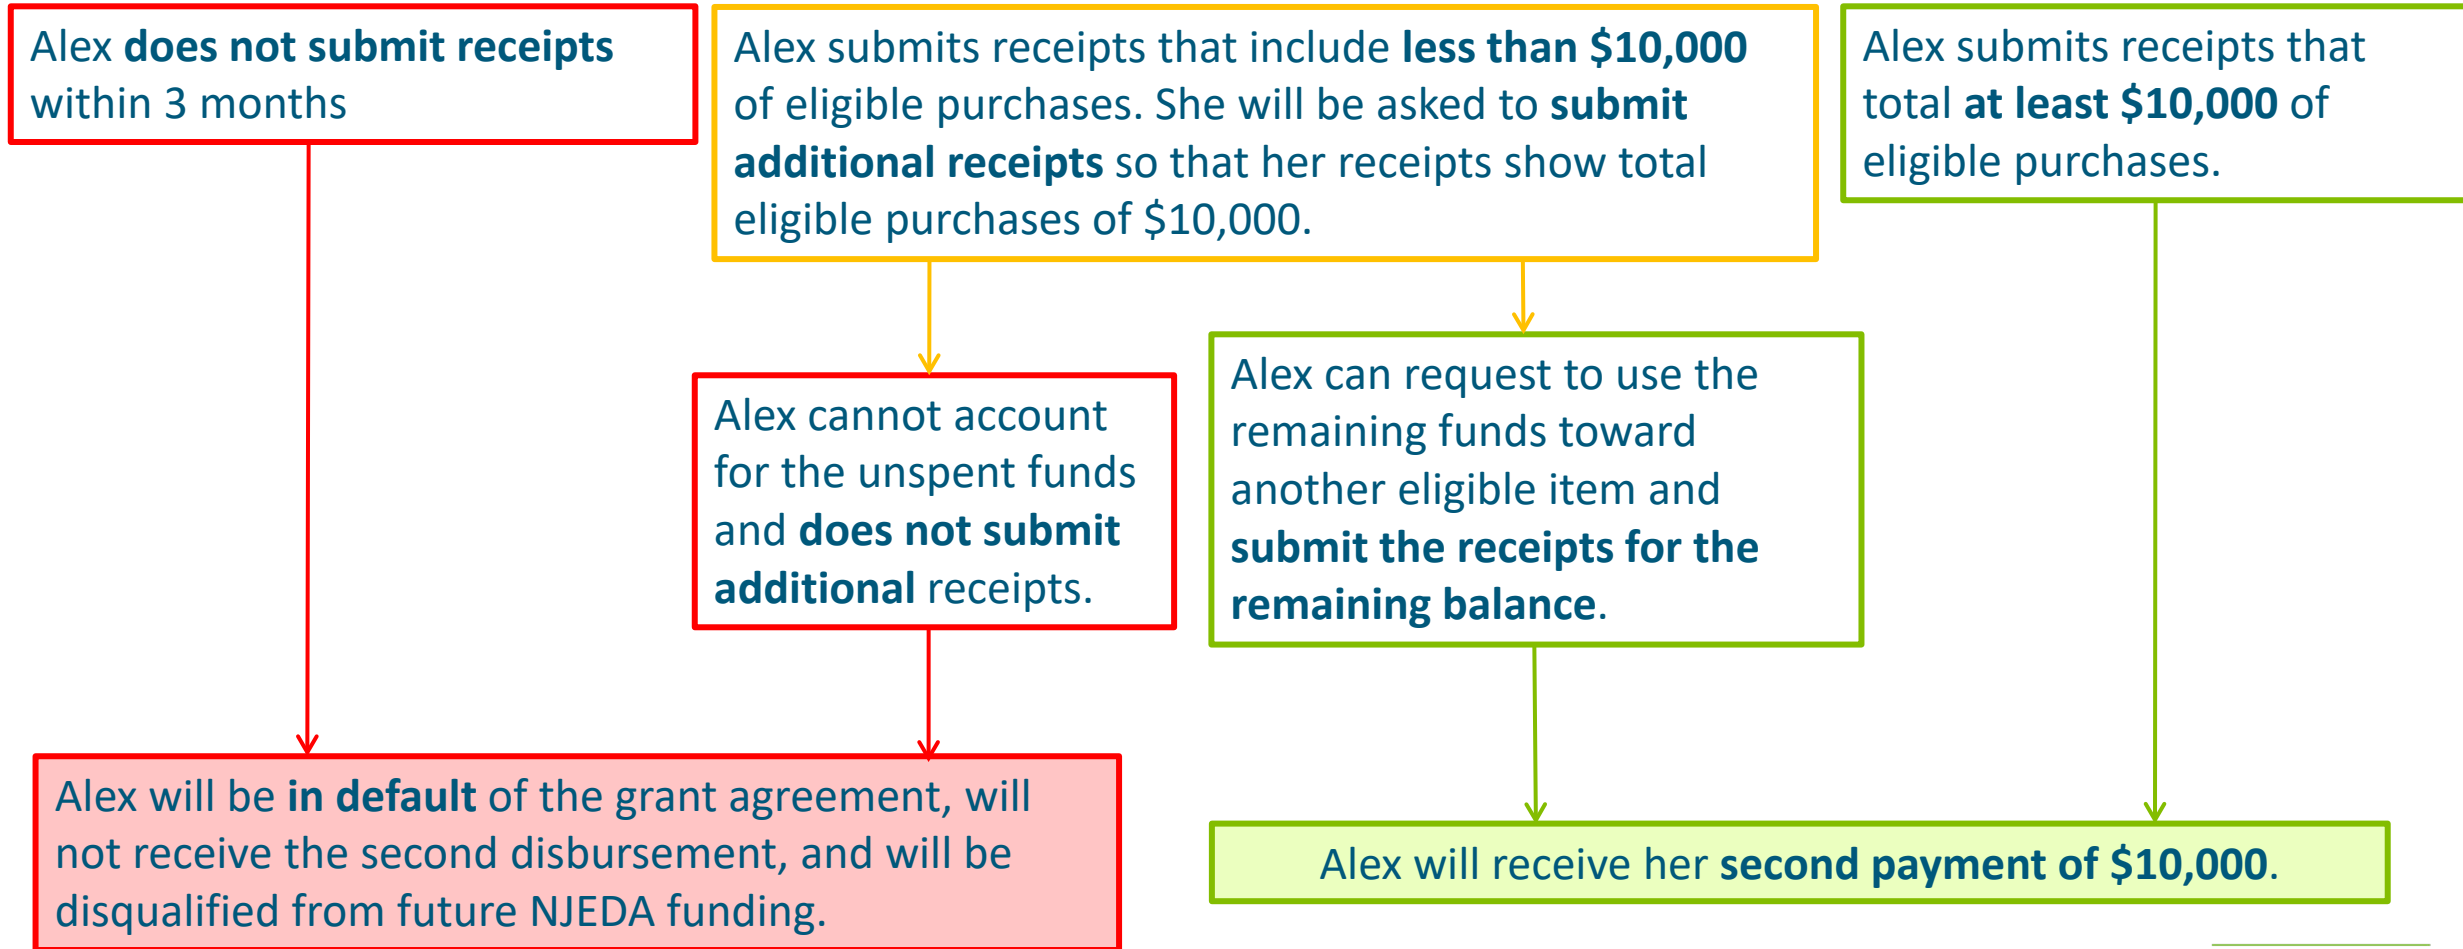 Alex does not submit receipts
within 3 months
Alex submits receipts that include less than $10,000
of eligible purchases. She will be asked to submit
additional receipts so that her receipts show total
eligible purchases of $10,000.
Alex submits receipts that
total at least $10,000 of
eligible purchases.
Alex cannot account
for the unspent funds
and does not submit
additional receipts.
Alex can request to use the
remaining funds toward
another eligible item and
submit the receipts for the
remaining balance.
Alex will be in default of the grant agreement, will
not receive the second disbursement, and will be
disqualified from future NJEDA funding.
Alex will receive her second payment of $10,000.